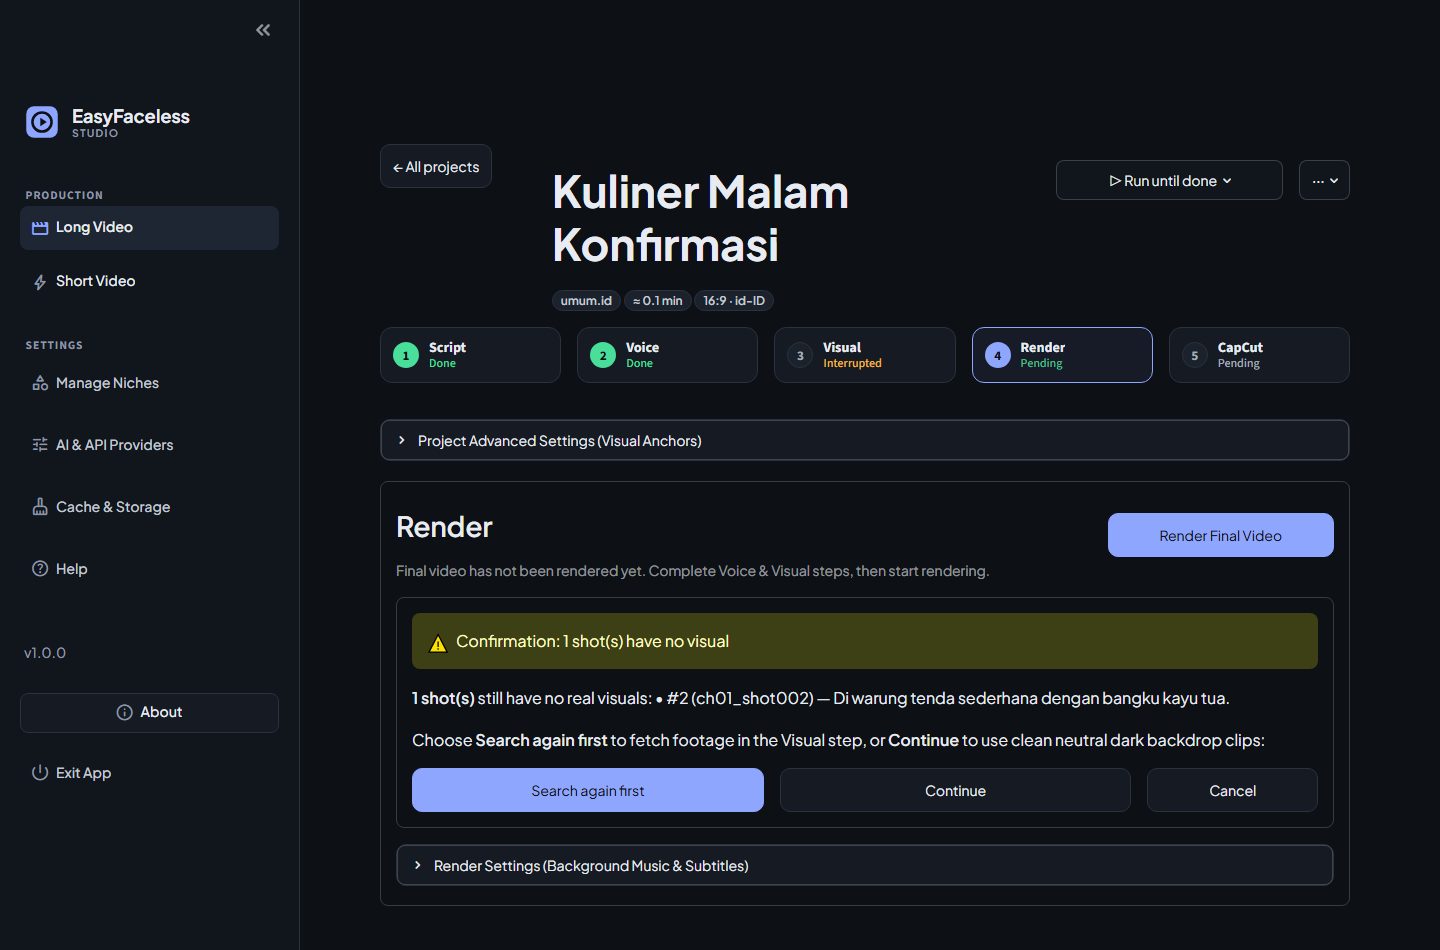 EasyFaceless
STUDIO
PRODUCTION
Long Video
Short Video
SETTINGS
Manage Niches
AI & API Providers
Cache & Storage
Help
v1.0.0
About
Exit App
← All projects
Kuliner Malam
Konfirmasi
▷ Run until done
···
umum.id
≈ 0.1 min
16:9 · id-ID
1
Script
Done
2
Voice
Done
3
Visual
Interrupted
4
Render
Pending
5
CapCut
Pending
Project Advanced Settings (Visual Anchors)
Render
Render Final Video
Final video has not been rendered yet. Complete Voice & Visual steps, then start rendering.
⚠️ Confirmation: 1 shot(s) have no visual
1 shot(s) still have no real visuals: • #2 (ch01_shot002) — Di warung tenda sederhana dengan bangku kayu tua.
Choose Search again first to fetch footage in the Visual step, or Continue to use clean neutral dark backdrop clips:
Search again first
Continue
Cancel
Render Settings (Background Music & Subtitles)